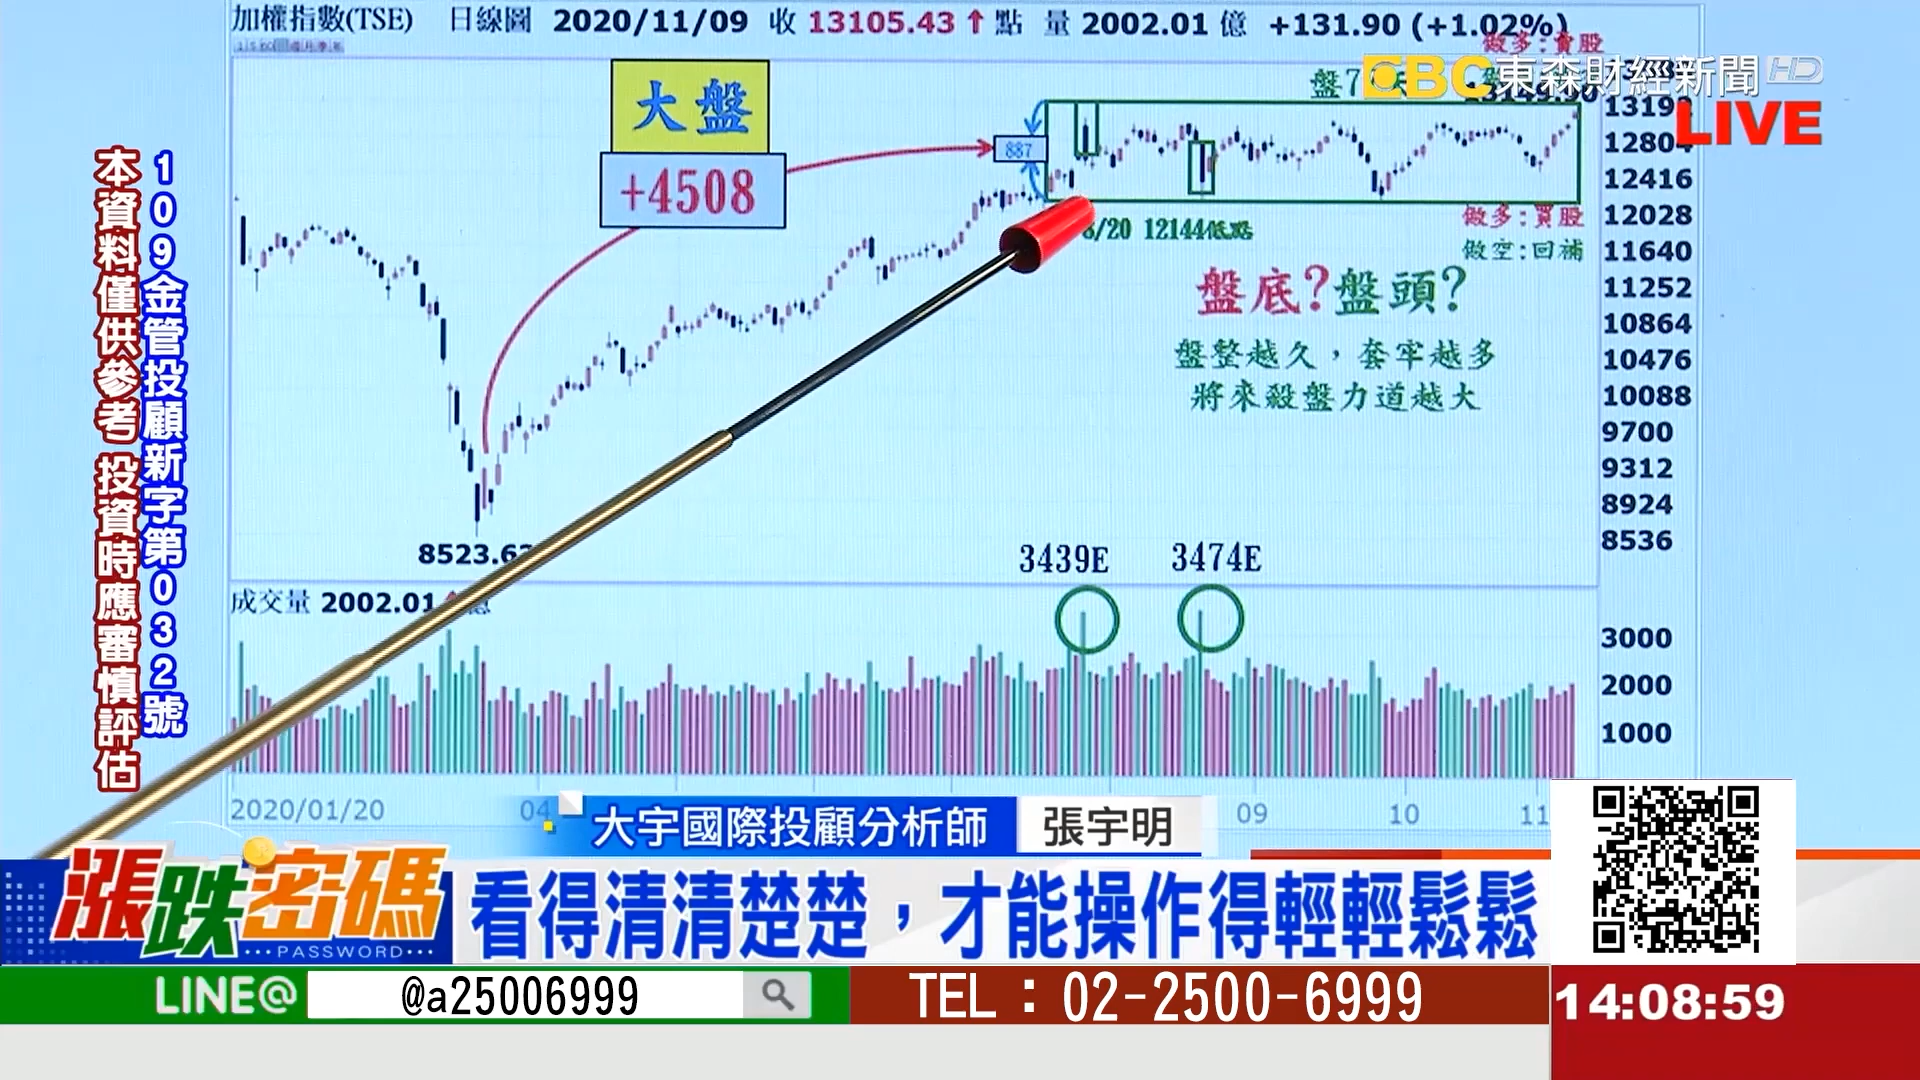 加權指數(TSE) 日線圖 2020/11/09 收 13105.43 ↑ 點 量 2002.01 億 +131.90 (+1.02%)
做多:賣股
EBC 東森財經新聞 HD
LIVE
大盤
+4508
887
盤7
13192
12804
12416
12028
11640
11252
10864
10476
10088
9700
9312
8924
8536
8/20 12144低點
做多:買股
做空:回補
盤底?盤頭?
盤整越久,套牢越多
將來殺盤力道越大
8523.63
3439E
3474E
成交量 2002.01 億
3000
2000
1000
2020/01/20
04
09
10
11
109金管投顧新字第032號
本資料僅供參考 投資時應審慎評估
大宇國際投顧分析師 張宇明
漲跌密碼
PASSWORD
看得清清楚楚,才能操作得輕輕鬆鬆
LINE@ @a25006999
TEL:02-2500-6999
14:08:59